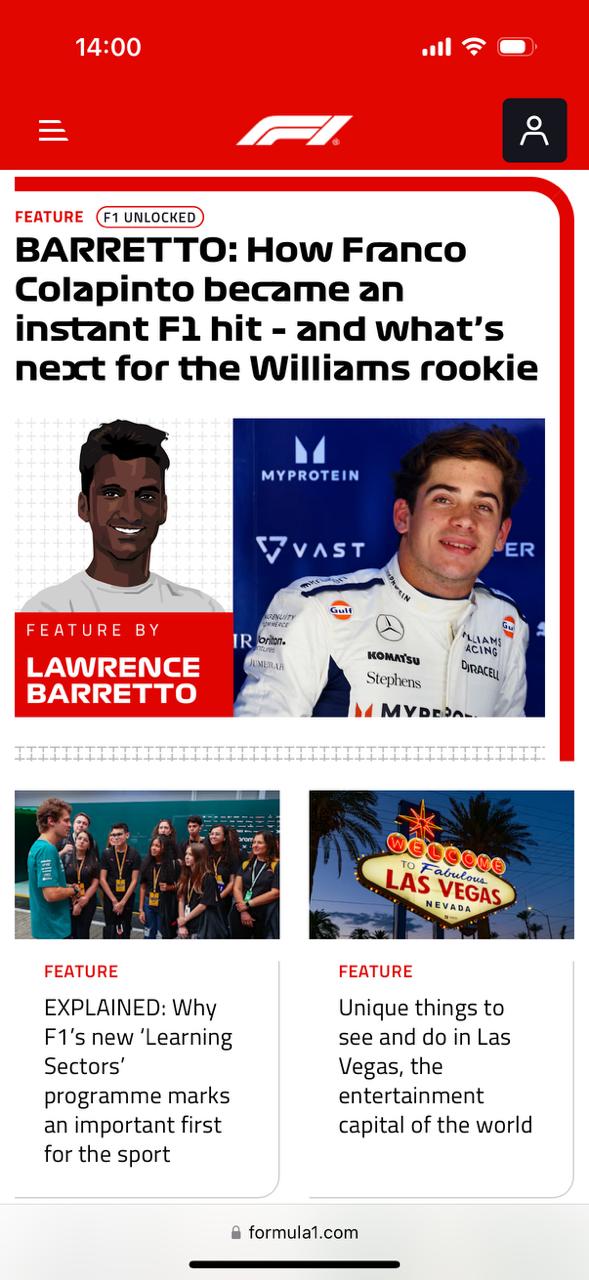 14:00
F1
FEATURE F1 UNLOCKED
BARRETTO: How Franco
Colapinto became an
instant F1 hit - and what's
next for the Williams rookie
MYPROTEIN
VAST
ER
Gulf
KOMATSU
Stephens
DURACELL
JUMEIRAH
FEATURE BY
LAWRENCE
BARRETTO
WELCOME
TO Fabulous
LAS VEGAS
NEVADA
FEATURE
EXPLAINED: Why
F1's new ‘Learning
Sectors’
programme marks
an important first
for the sport
FEATURE
Unique things to
see and do in Las
Vegas, the
entertainment
capital of the world
formula1.com